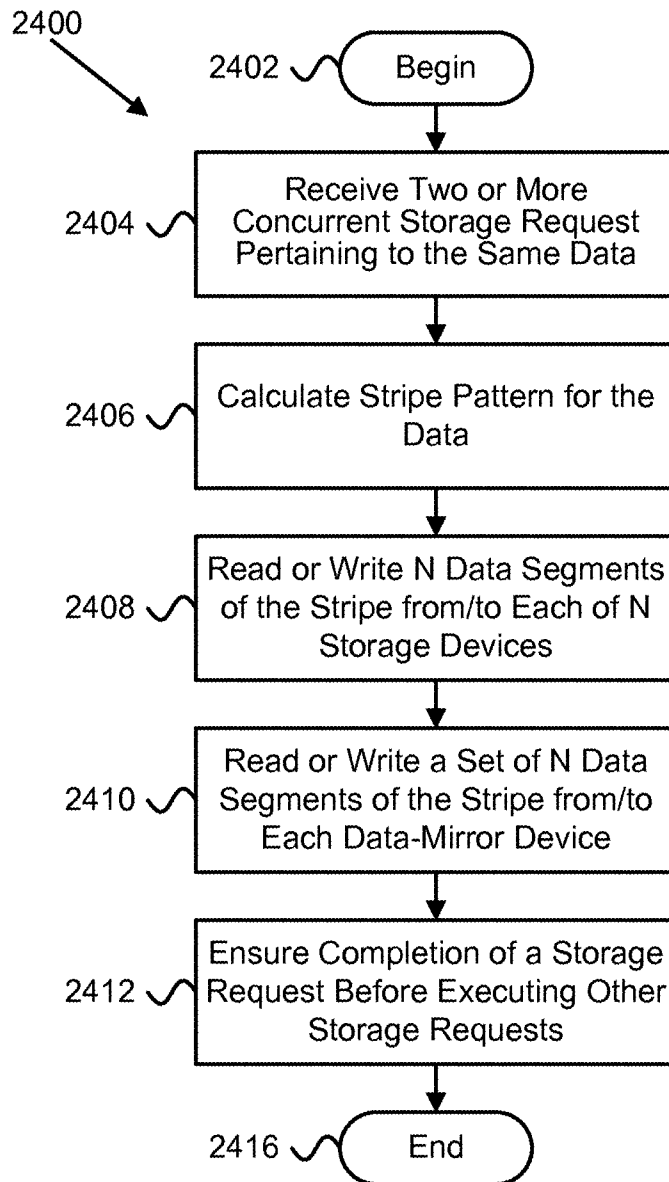 2400
2402
Begin
2404
Receive Two or More
Concurrent Storage Request
Pertaining to the Same Data
2406
Calculate Stripe Pattern for the
Data
2408
Read or Write N Data Segments
of the Stripe from/to Each of N
Storage Devices
2410
Read or Write a Set of N Data
Segments of the Stripe from/to
Each Data-Mirror Device
2412
Ensure Completion of a Storage
Request Before Executing Other
Storage Requests
2416
End